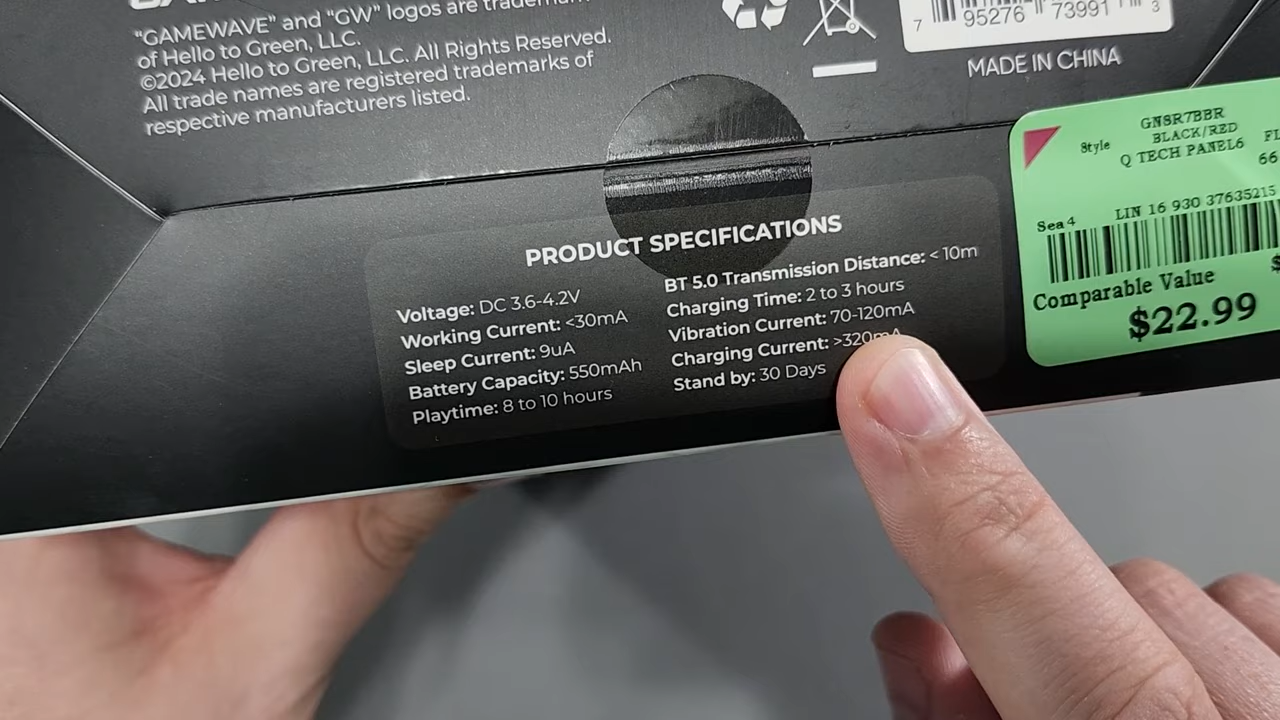 "GAMEWAVE" and "GW" logos are
of Hello to Green, LLC.
©2024 Hello to Green, LLC. All Rights Reserved.
All trade names are registered trademarks of
respective manufacturers listed.
7 95276 73991 3
MADE IN CHINA
GNSR7BBR
Style BLACK/RED
Q TECH PANEL6
66
Sea4 LIN 16 930 37635215
Comparable Value
$22.99
PRODUCT SPECIFICATIONS
Voltage: DC 3.6-4.2V
Working Current: <30mA
Sleep Current: 9uA
Battery Capacity: 550mAh
Playtime: 8 to 10 hours
BT 5.0 Transmission Distance: < 10m
Charging Time: 2 to 3 hours
Vibration Current: 70-120mA
Charging Current: >320mA
Stand by: 30 Days